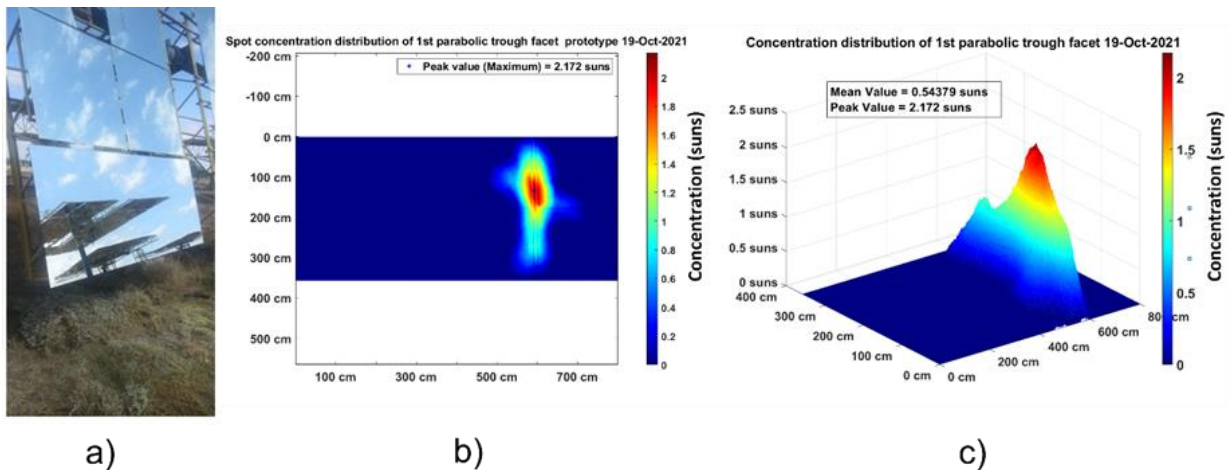 Spot concentration distribution of 1st parabolic trough facet prototype 19-Oct-2021
Peak value (Maximum) = 2.172 suns
-200 cm
-100 cm
0 cm
100 cm
200 cm
300 cm
400 cm
500 cm
100 cm
300 cm
500 cm
700 cm
2
1.8
1.6
1.4
1.2
1
0.8
0.6
0.4
0.2
0
Concentration (suns)
Concentration distribution of 1st parabolic trough facet 19-Oct-2021
Mean Value = 0.54379 suns
Peak Value = 2.172 suns
2.5 suns
2 suns
1.5 suns
1 suns
0.5 suns
0 suns
400 cm
300 cm
200 cm
100 cm
0 cm
0 cm
200 cm
400 cm
600 cm
80 cm
2
1.5
1
0.5
0
Concentration (suns)
a)
b)
c)